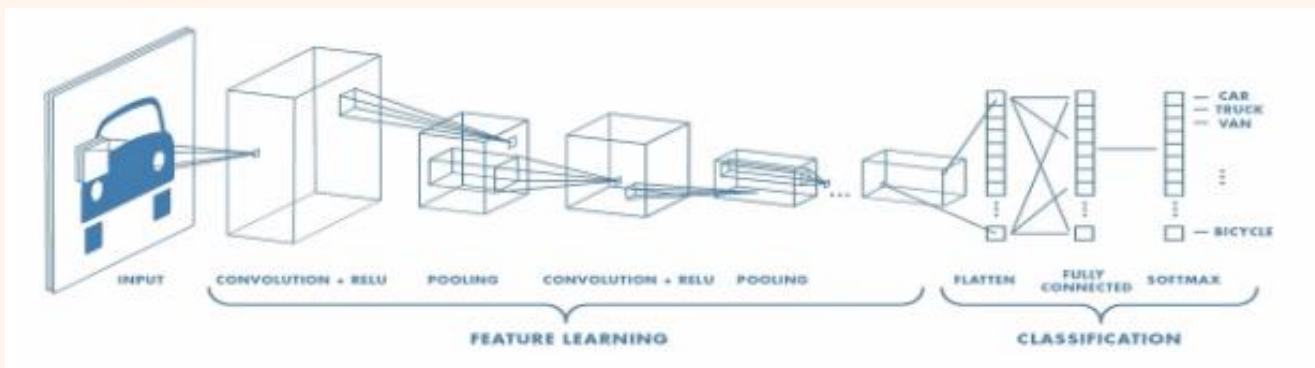 CAR
TRUCK
VAN
BICYCLE
INPUT
CONVOLUTION + RELU
POOLING
CONVOLUTION + RELU
POOLING
FLATTEN
FULLY
CONNECTED
SOFTMAX
FEATURE LEARNING
CLASSIFICATION